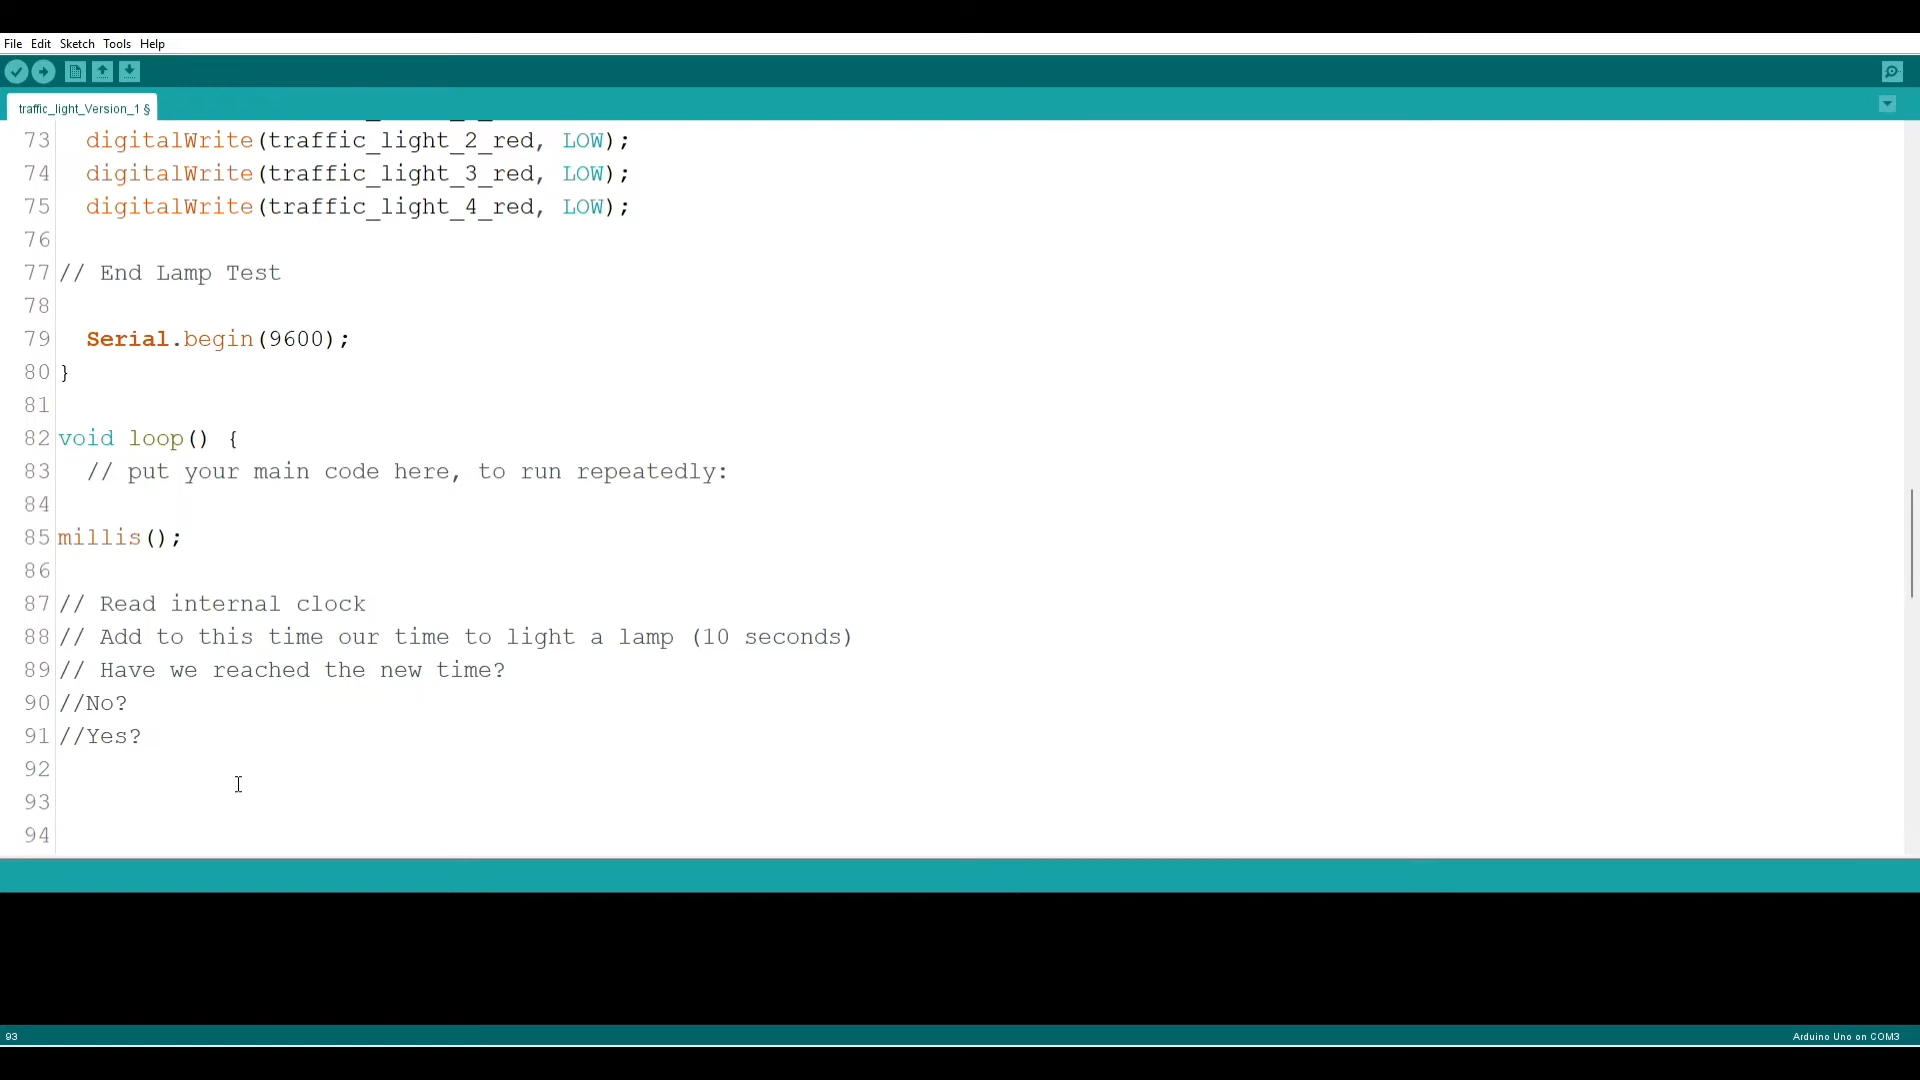 File Edit Sketch Tools Help
traffic_light_Version_1 §
73 digitalWrite(traffic_light_2_red, LOW);
74 digitalWrite(traffic_light_3_red, LOW);
75 digitalWrite(traffic_light_4_red, LOW);
76
77 // End Lamp Test
78
79 Serial.begin(9600);
80 }
81
82 void loop() {
83 // put your main code here, to run repeatedly:
84
85 millis();
86
87 // Read internal clock
88 // Add to this time our time to light a lamp (10 seconds)
89 // Have we reached the new time?
90 //No?
91 //Yes?
92
93
94
93
Arduino Uno on COM3